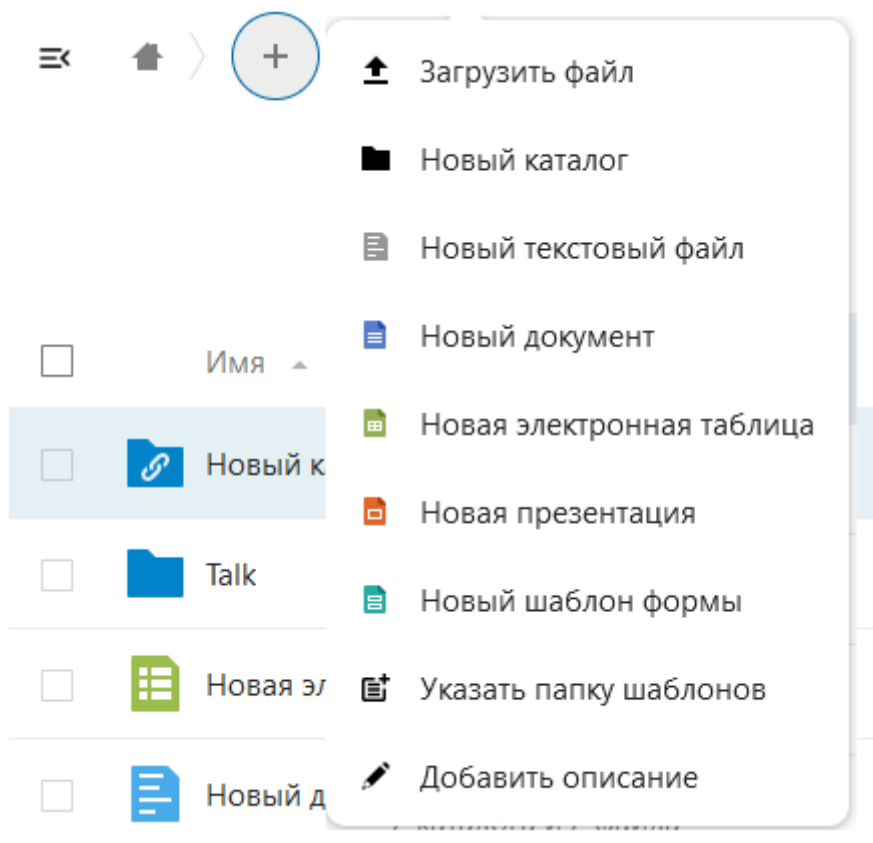 Загрузить файл
Новый каталог
Новый текстовый файл
Новый документ
Имя
Новая электронная таблица
Новый
Новая презентация
Talk
Новый шаблон формы
Новая
Указать папку шаблонов
Новый
Добавить описание